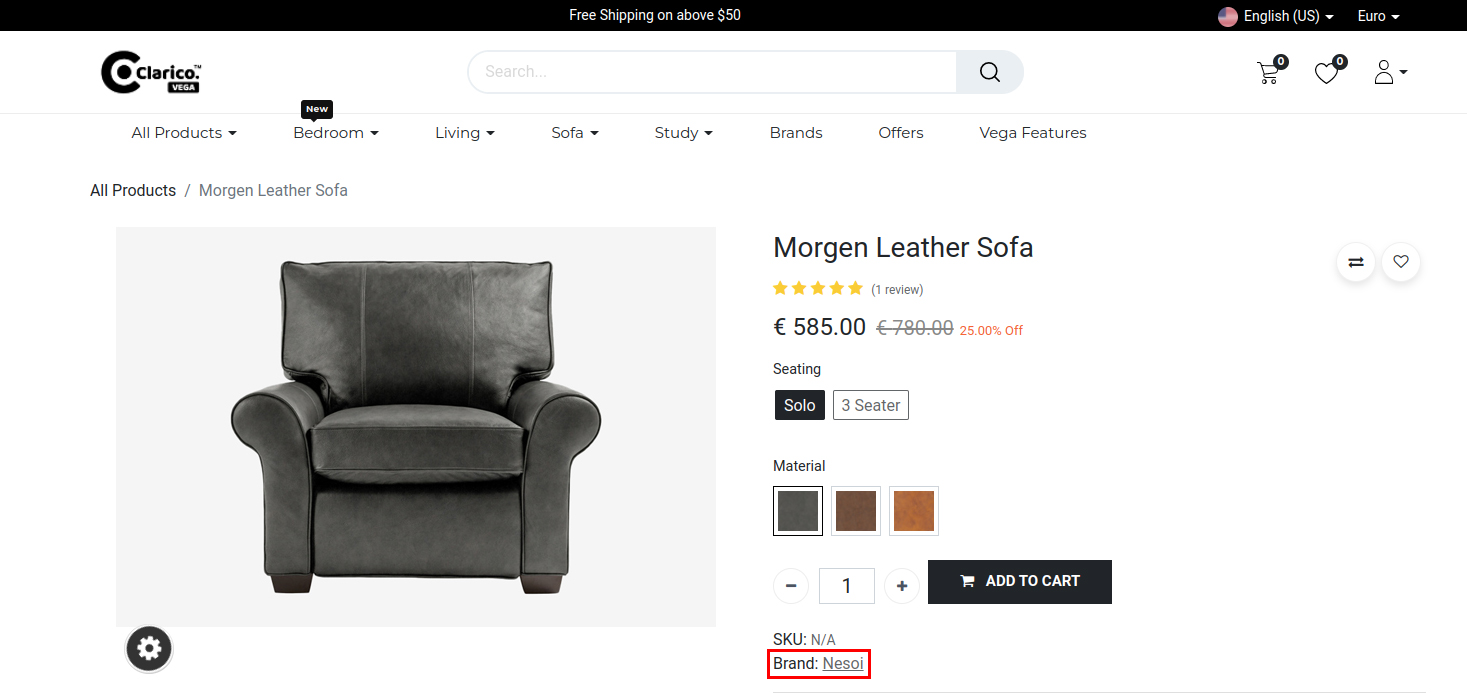 Free Shipping on above $50
English (US)
Euro
Clarico.™
VEGA
Search...
0
0
New
All Products
Bedroom
Living
Sofa
Study
Brands
Offers
Vega Features
All Products / Morgen Leather Sofa
Morgen Leather Sofa
(1 review)
€ 585.00 € 780.00 25.00% Off
Seating
Solo
3 Seater
Material
1
ADD TO CART
SKU: N/A
Brand: Nesoi